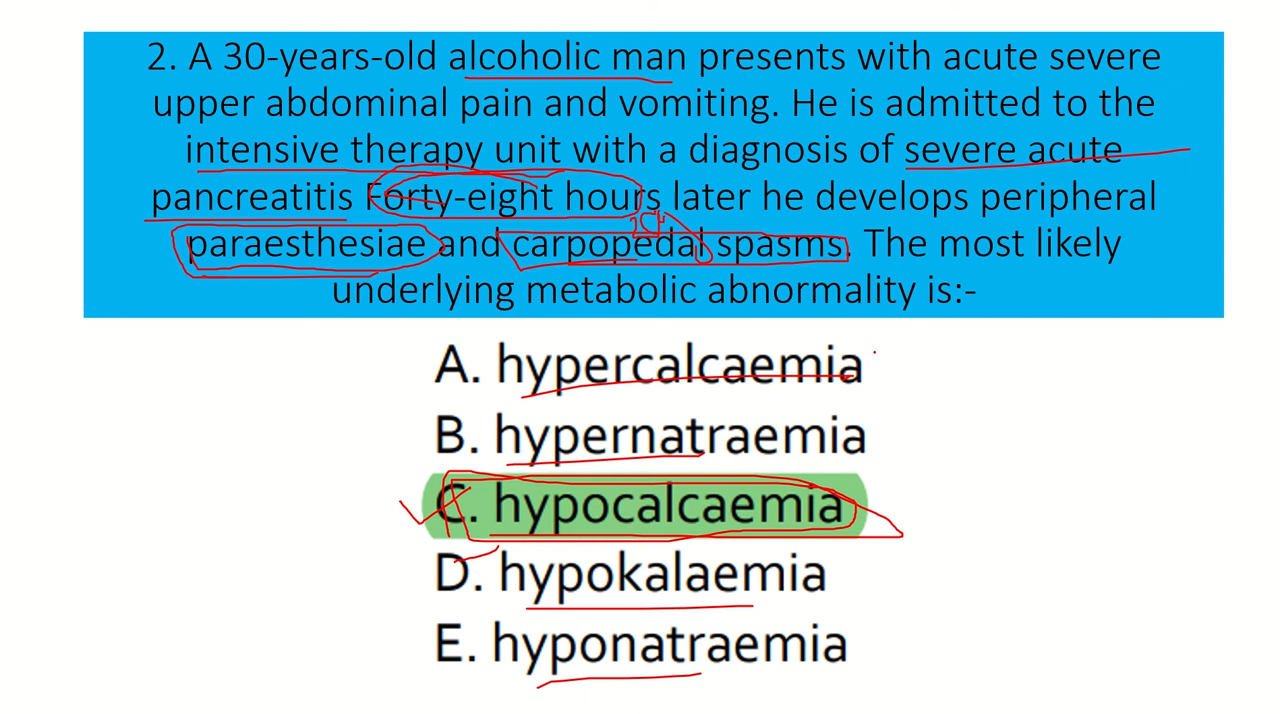 2. A 30-years-old alcoholic man presents with acute severe
upper abdominal pain and vomiting. He is admitted to the
intensive therapy unit with a diagnosis of severe acute
pancreatitis Forty-eight hours later he develops peripheral
paraesthesiae and carpopedal spasms. The most likely
underlying metabolic abnormality is:-
A. hypercalcaemia
B. hypernatraemia
C. hypocalcaemia
D. hypokalaemia
E. hyponatraemia